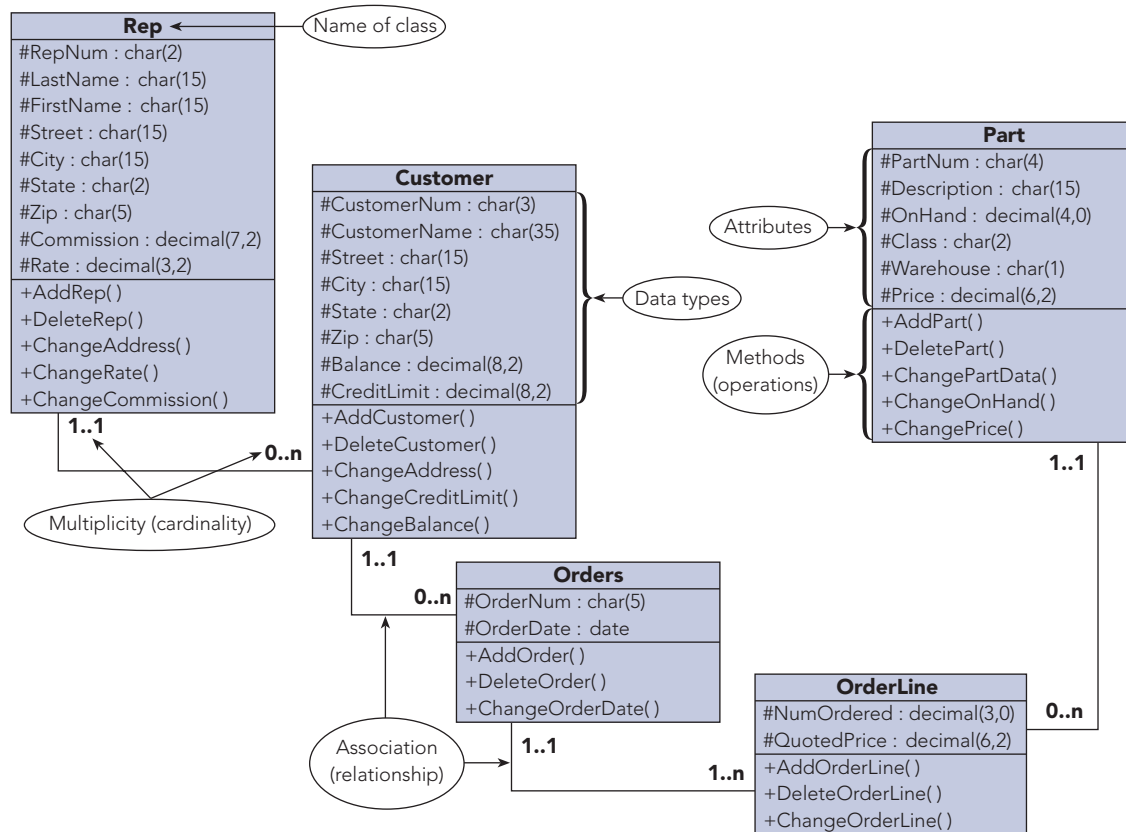 Rep
#RepNum : char(2)
#LastName : char(15)
#FirstName : char(15)
#Street : char(15)
#City : char(15)
#State : char(2)
#Zip : char(5)
#Commission : decimal(7,2)
#Rate : decimal(3,2)
+AddRep( )
+DeleteRep( )
+ChangeAddress( )
+ChangeRate( )
+ChangeCommission( )
Name of class
1..1
0..n
Multiplicity (cardinality)
Customer
#CustomerNum : char(3)
#CustomerName : char(35)
#Street : char(15)
#City : char(15)
#State : char(2)
#Zip : char(5)
#Balance : decimal(8,2)
#CreditLimit : decimal(8,2)
+AddCustomer( )
+DeleteCustomer( )
+ChangeAddress( )
+ChangeCreditLimit( )
+ChangeBalance( )
Data types
Part
#PartNum : char(4)
#Description : char(15)
#OnHand : decimal(4,0)
#Class : char(2)
#Warehouse : char(1)
#Price : decimal(6,2)
+AddPart( )
+DeletePart( )
+ChangePartData( )
+ChangeOnHand( )
+ChangePrice( )
Attributes
Methods
(operations)
1..1
1..1
0..n
Orders
#OrderNum : char(5)
#OrderDate : date
+AddOrder( )
+DeleteOrder( )
+ChangeOrderDate( )
Association
(relationship)
1..1
1..n
0..n
OrderLine
#NumOrdered : decimal(3,0)
#QuotedPrice : decimal(6,2)
+AddOrderLine( )
+DeleteOrderLine( )
+ChangeOrderLine( )